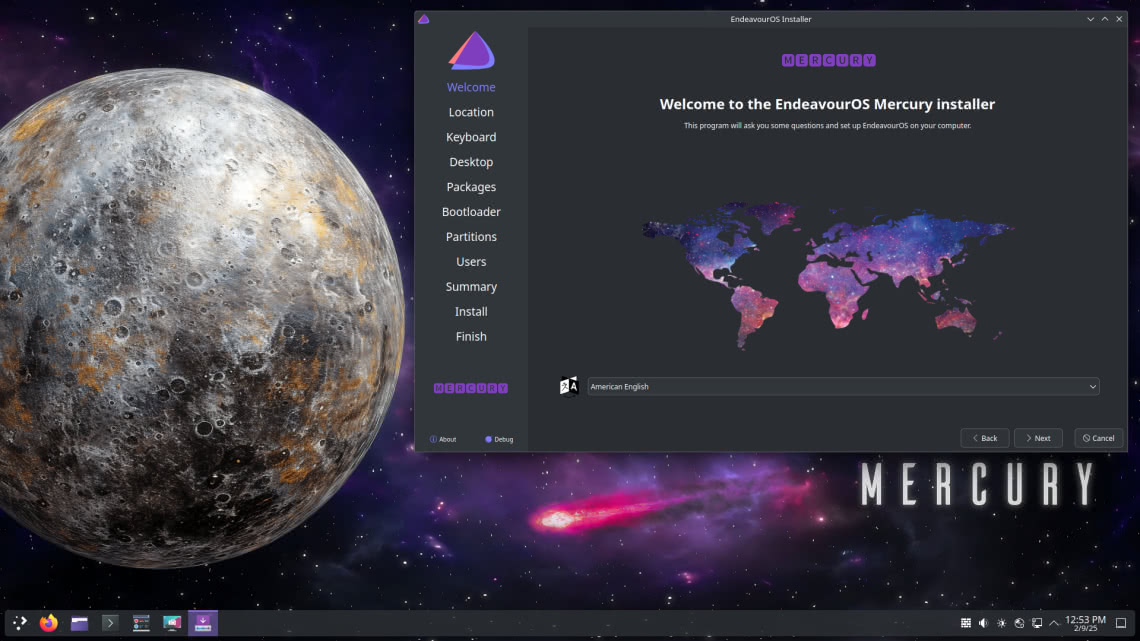 EndeavourOS Installer
Welcome
Location
Keyboard
Desktop
Packages
Bootloader
Partitions
Users
Summary
Install
Finish
MERCURY
About
Debug
MERCURY
Welcome to the EndeavourOS Mercury installer
This program will ask you some questions and set up EndeavourOS on your computer.
American English
Back
Next
Cancel
MERCURY
12:53 PM
2/9/25